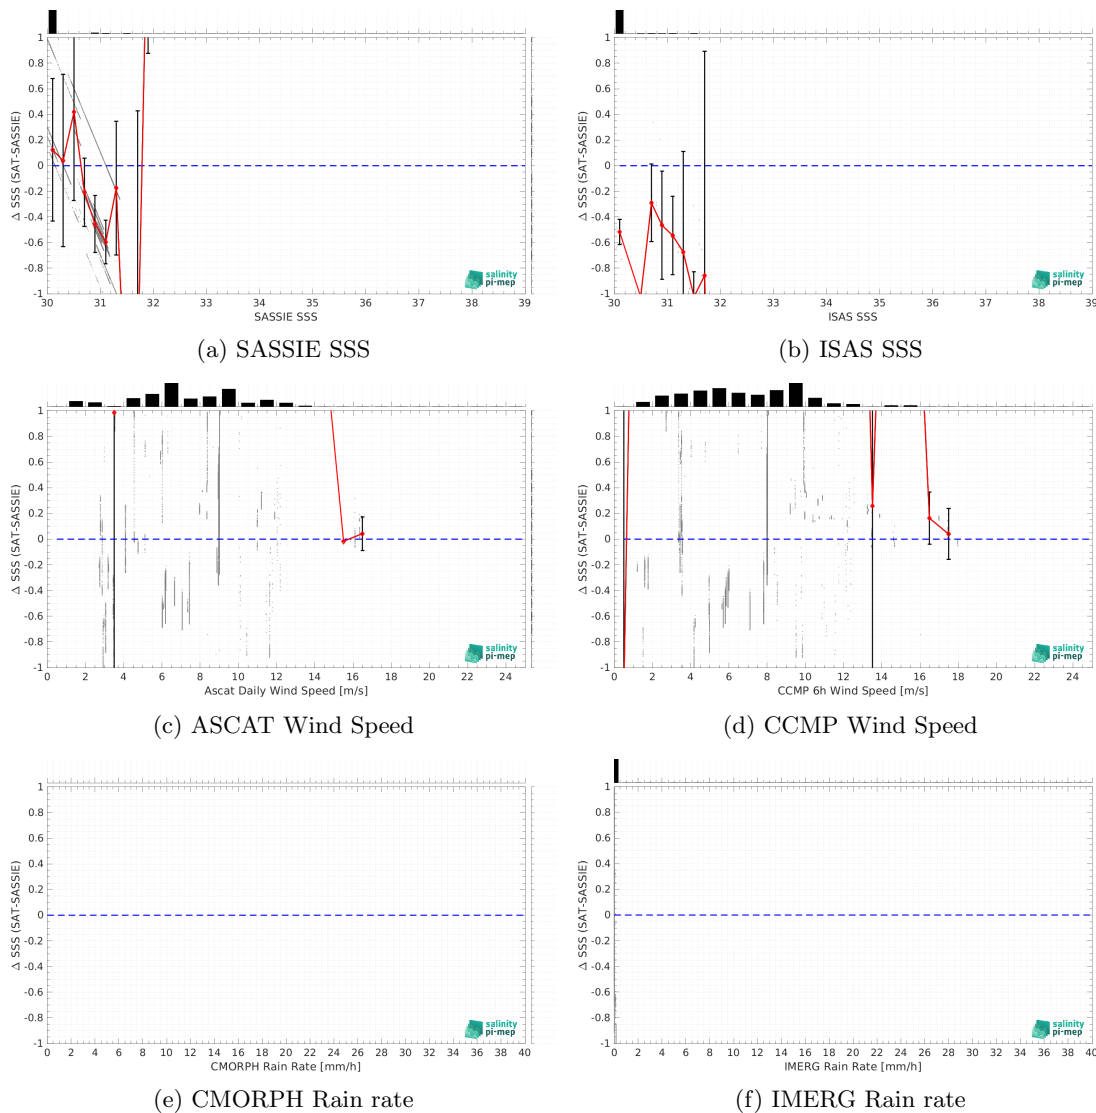 1
0.8
0.6
0.4
0.2
0
-0.2
-0.4
-0.6
-0.8
-1
Δ SSS (SAT-SASSIE)
salinity
pi-mep
30 31 32 33 34 35 36 37 38 39
SASSIE SSS
(a) SASSIE SSS
1
0.8
0.6
0.4
0.2
0
-0.2
-0.4
-0.6
-0.8
-1
Δ SSS (SAT-SASSIE)
salinity
pi-mep
30 31 32 33 34 35 36 37 38 39
ISAS SSS
(b) ISAS SSS
1
0.8
0.6
0.4
0.2
0
-0.2
-0.4
-0.6
-0.8
-1
Δ SSS (SAT-SASSIE)
salinity
pi-mep
0 2 4 6 8 10 12 14 16 18 20 22 24
Ascat Daily Wind Speed [m/s]
(c) ASCAT Wind Speed
1
0.8
0.6
0.4
0.2
0
-0.2
-0.4
-0.6
-0.8
-1
Δ SSS (SAT-SASSIE)
salinity
pi-mep
0 2 4 6 8 10 12 14 16 18 20 22 24
CCMP 6h Wind Speed [m/s]
(d) CCMP Wind Speed
1
0.8
0.6
0.4
0.2
0
-0.2
-0.4
-0.6
-0.8
-1
Δ SSS (SAT-SASSIE)
salinity
pi-mep
0 2 4 6 8 10 12 14 16 18 20 22 24 26 28 30 32 34 36 38 40
CMORPH Rain Rate [mm/h]
(e) CMORPH Rain rate
1
0.8
0.6
0.4
0.2
0
-0.2
-0.4
-0.6
-0.8
-1
Δ SSS (SAT-SASSIE)
salinity
pi-mep
0 2 4 6 8 10 12 14 16 18 20 22 24 26 28 30 32 34 36 38 40
IMERG Rain Rate [mm/h]
(f) IMERG Rain rate